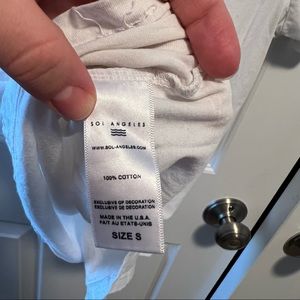 SOL ANGELES
WWW.SOL-ANGELES.COM
100% COTTON
EXCLUSIVE OF DECORATION
EXCLUSIVE DE DECORATION
MADE IN THE U.S.A.
FAIT AU ETATS-UNIS
SIZE S